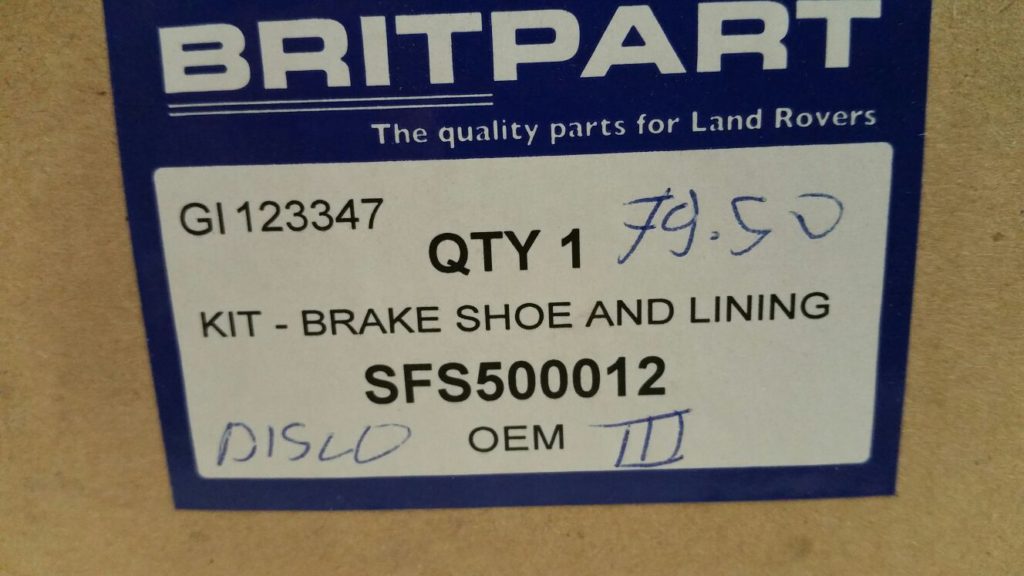 BRITPART
The quality parts for Land Rovers
GI 123347
QTY 1 79.50
KIT - BRAKE SHOE AND LINING
SFS500012
DISCO OEM III